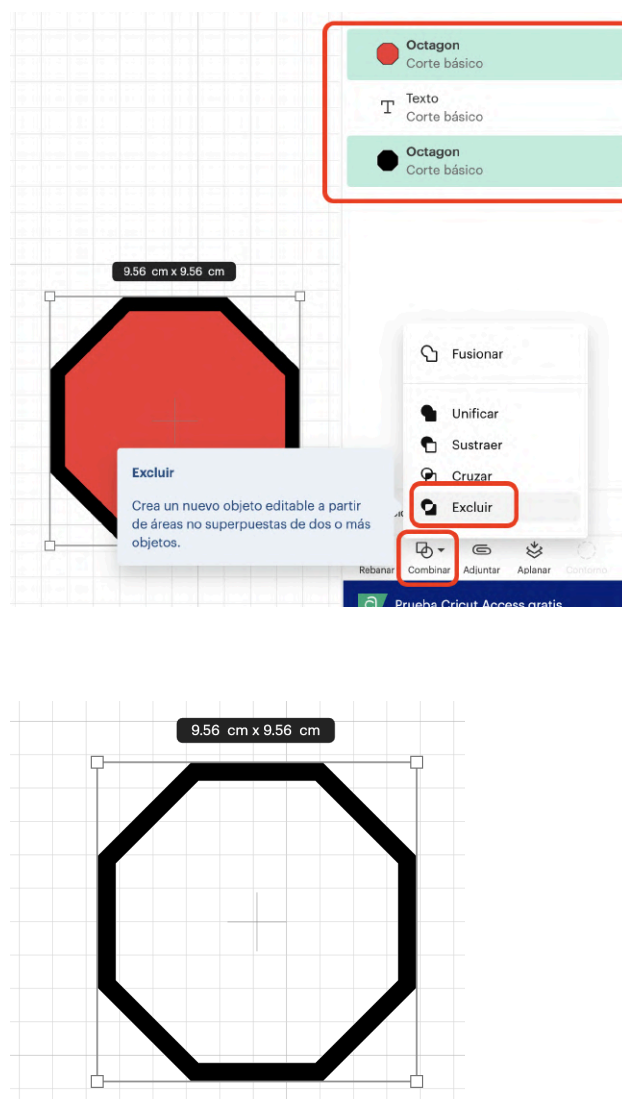 Octagon
Corte básico
Texto
Corte básico
Octagon
Corte básico
9.56 cm x 9.56 cm
Fusionar
Unificar
Sustraer
Cruzar
Excluir
Excluir
Crea un nuevo objeto editable a partir
de áreas no superpuestas de dos o más
objetos.
Rebanar Combinar Adjuntar Aplanar Contorno
Prueba Cricut Access gratis
9.56 cm x 9.56 cm